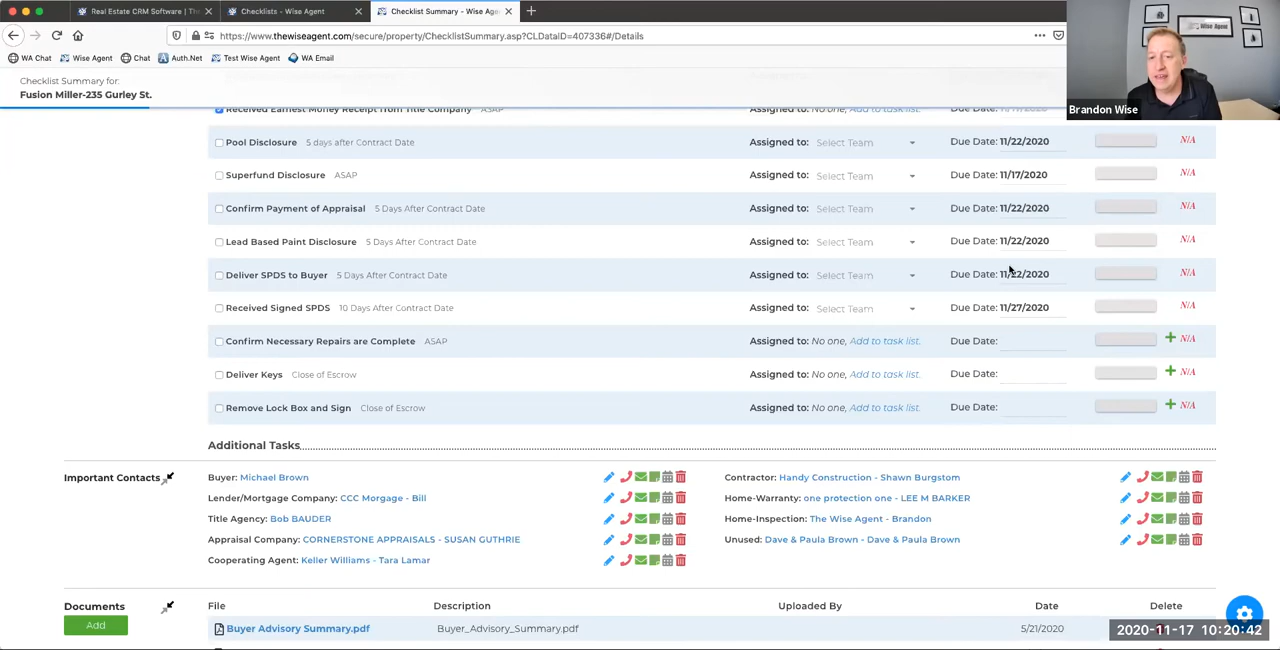 Real Estate CRM Software | The
Checklists - Wise Agent
Checklist Summary - Wise Age
https://www.thewiseagent.com/secure/property/ChecklistSummary.asp?CLDataID=407336#/Details
WA Chat Wise Agent Chat Auth.Net Test Wise Agent WA Email
Checklist Summary for:
Fusion Miller-235 Gurley St.
Brandon Wise
Received Earnest Money Receipt from Title Company ASAP Assigned to: No one, Add to task list. Due Date: 11/17/2020
Pool Disclosure 5 days after Contract Date Assigned to: Select Team Due Date: 11/22/2020 N/A
Superfund Disclosure ASAP Assigned to: Select Team Due Date: 11/17/2020 N/A
Confirm Payment of Appraisal 5 Days After Contract Date Assigned to: Select Team Due Date: 11/22/2020 N/A
Lead Based Paint Disclosure 5 Days After Contract Date Assigned to: Select Team Due Date: 11/22/2020 N/A
Deliver SPDS to Buyer 5 Days After Contract Date Assigned to: Select Team Due Date: 11/22/2020 N/A
Received Signed SPDS 10 Days After Contract Date Assigned to: Select Team Due Date: 11/27/2020 N/A
Confirm Necessary Repairs are Complete ASAP Assigned to: No one, Add to task list. Due Date: N/A
Deliver Keys Close of Escrow Assigned to: No one, Add to task list. Due Date: N/A
Remove Lock Box and Sign Close of Escrow Assigned to: No one, Add to task list. Due Date: N/A
Additional Tasks
Important Contacts
Buyer: Michael Brown Contractor: Handy Construction - Shawn Burgstom
Lender/Mortgage Company: CCC Morgage - Bill Home-Warranty: one protection one - LEE M BARKER
Title Agency: Bob BAUDER Home-Inspection: The Wise Agent - Brandon
Appraisal Company: CORNERSTONE APPRAISALS - SUSAN GUTHRIE Unused: Dave & Paula Brown - Dave & Paula Brown
Cooperating Agent: Keller Williams - Tara Lamar
Documents File Description Uploaded By Date Delete
Add
Buyer Advisory Summary.pdf Buyer_Advisory_Summary.pdf 5/21/2020
2020-11-17 10:20:42